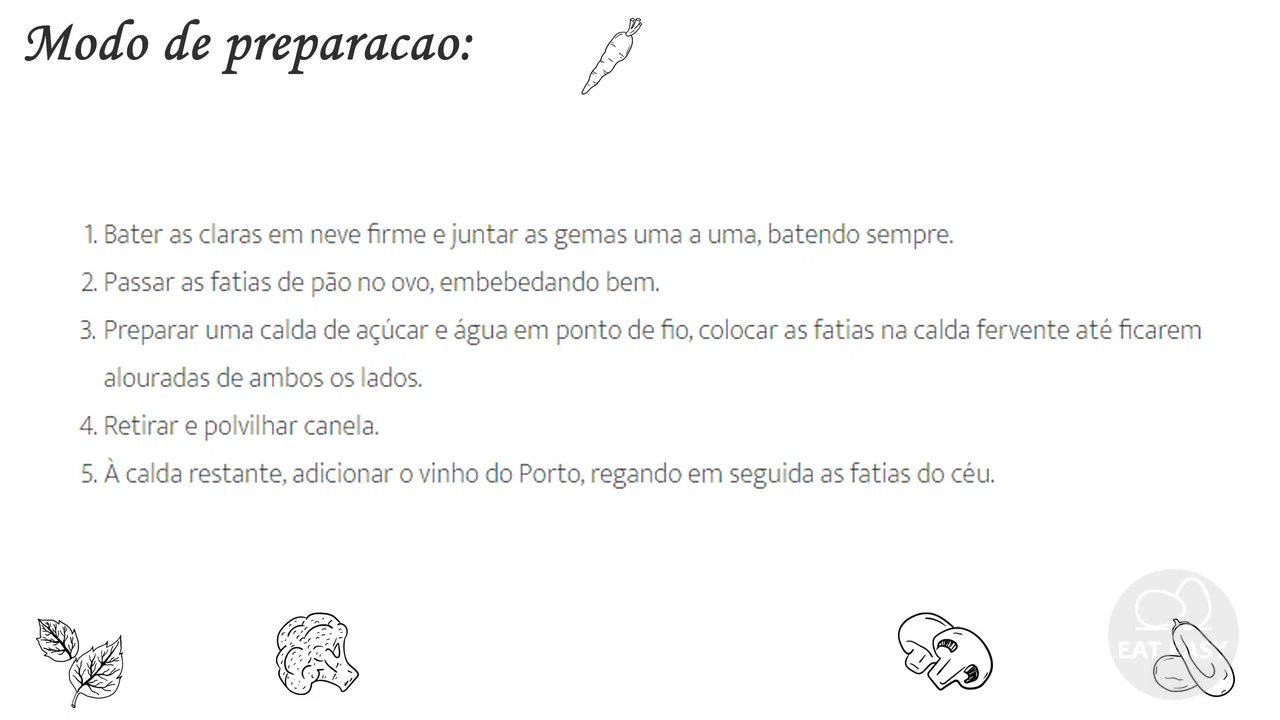 Modo de preparacao:
1. Bater as claras em neve firme e juntar as gemas uma a uma, batendo sempre.
2. Passar as fatias de pão no ovo, embebedando bem.
3. Preparar uma calda de açúcar e água em ponto de fio, colocar as fatias na calda fervente até ficarem
alouradas de ambos os lados.
4. Retirar e polvilhar canela.
5. À calda restante, adicionar o vinho do Porto, regando em seguida as fatias do céu.
EAT EASY